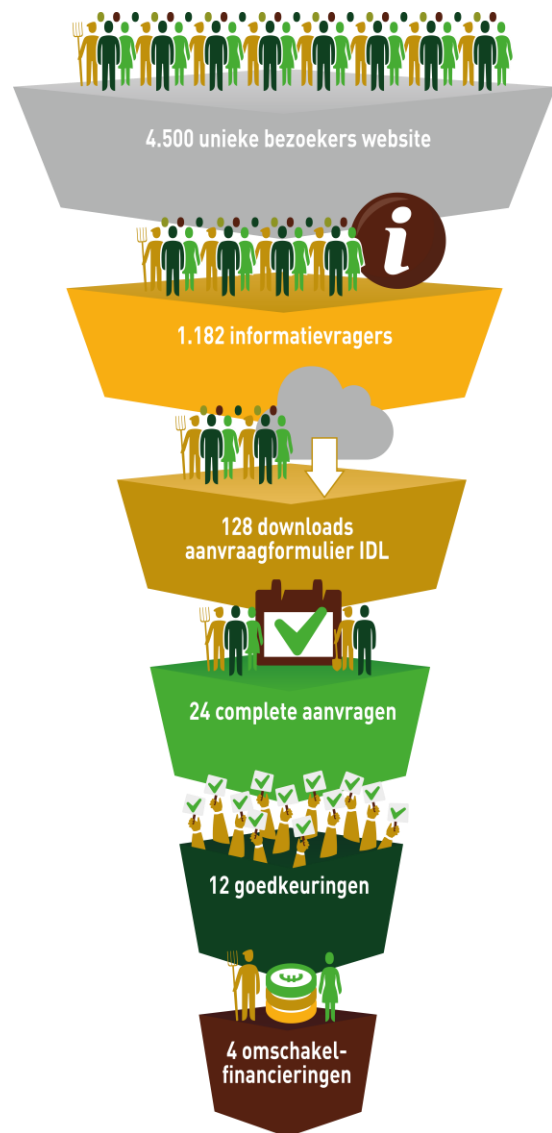 4.500 unieke bezoekers website
i
1.182 informatievragers
128 downloads
aanvraagformulier IDL
24 complete aanvragen
12 goedkeuringen
4 omschakel-
financieringen